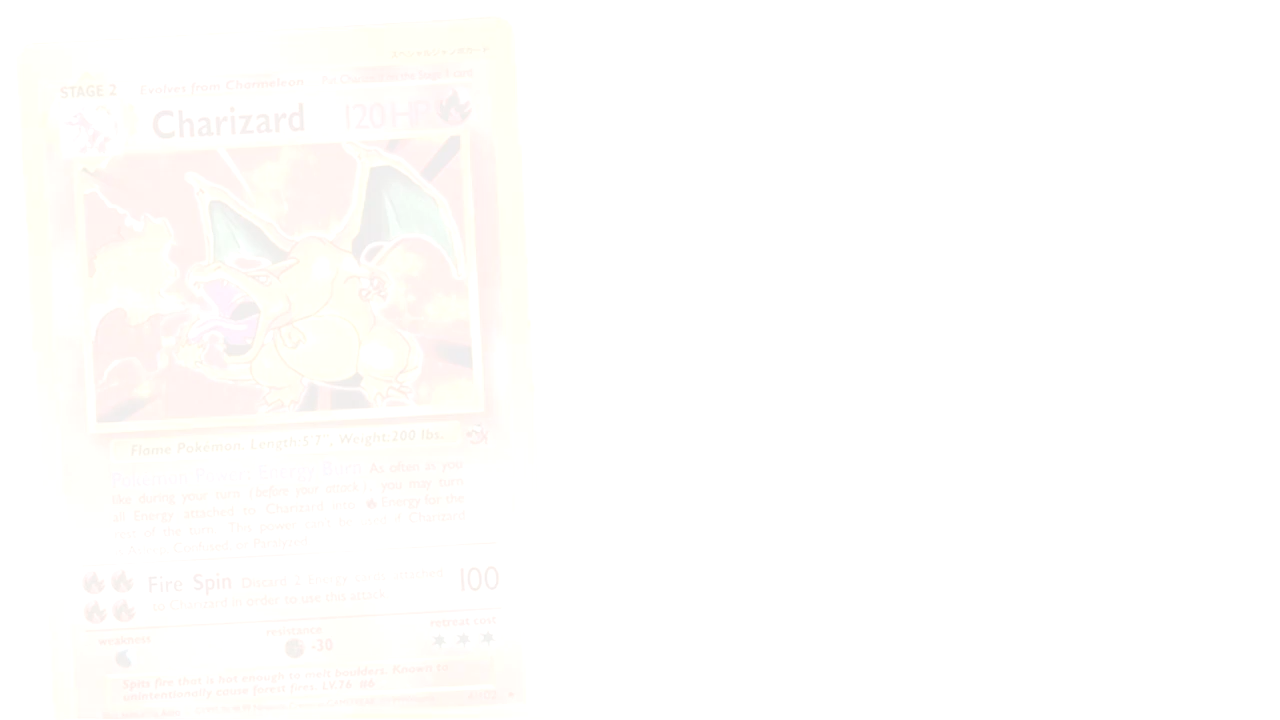 STAGE 2 Evolves from Charmeleon Put Charizard on the Stage 1 card
Charizard 120 HP
Flame Pokémon. Length: 5' 7", Weight: 200 lbs.
Pokémon Power: Energy Burn As often as you
like during your turn (before your attack), you may turn
all Energy attached to Charizard into Energy for the
rest of the turn. This power can't be used if Charizard
Asleep, Confused, or Paralyzed.
Fire Spin Discard 2 Energy cards attached 100
to Charizard in order to use this attack.
weakness resistance retreat cost
-30
Spits fire that is hot enough to melt boulders. Known to
unintentionally cause forest fires. LV. 76 #6